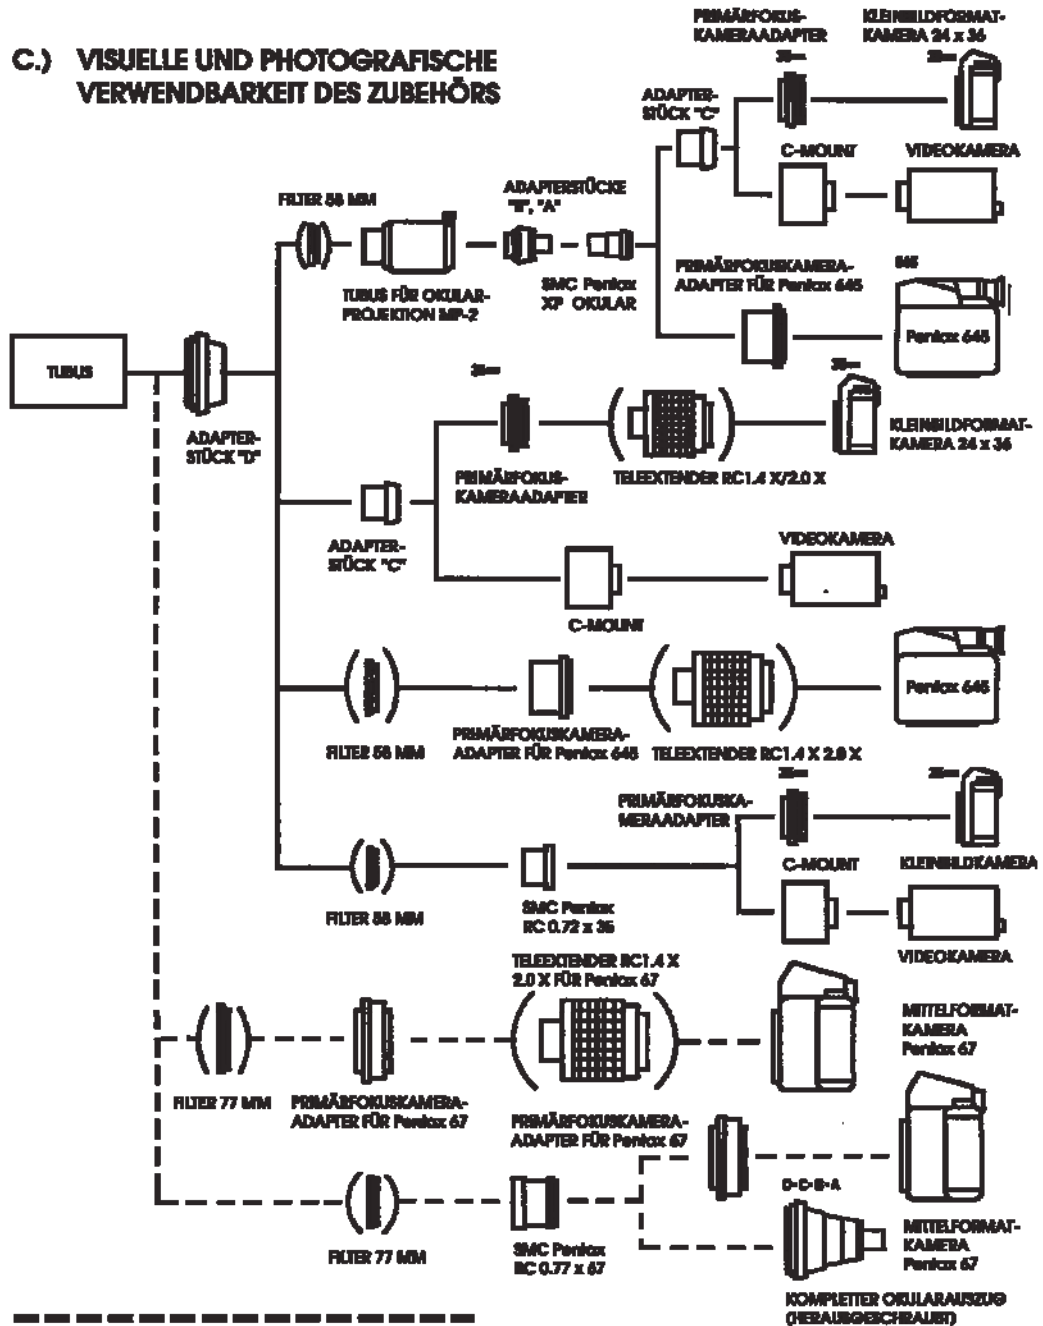 C.) VISUELLE UND PHOTOGRAFISCHE
VERWENDBARKEIT DES ZUBEHÖRS
PRIMÄRFOKUS-
KAMERAADAPTER
KLEINBILDFORMAT-
KAMERA 24 x 36
ADAPTER-
STÜCK "C"
C-MOUNT
VIDEOKAMERA
FILTER 58 MM
ADAPTERSTÜCKE
"B", "A"
TUBUS FÜR OKULAR-
PROJEKTION MP-2
SMC Pentax
XP OKULAR
PRIMÄRFOKUSKAMERA-
ADAPTER FÜR Pentax 645
645
Pentax 645
TUBUS
ADAPTER-
STÜCK "D"
PRIMÄRFOKUS-
KAMERAADAPTER
TELEEXTENDER RC1.4 X/2.0 X
KLEINBILDFORMAT-
KAMERA 24 x 36
ADAPTER-
STÜCK "C"
C-MOUNT
VIDEOKAMERA
FILTER 58 MM
PRIMÄRFOKUSKAMERA-
ADAPTER FÜR Pentax 645
TELEEXTENDER RC1.4 X 2.0 X
Pentax 645
FILTER 58 MM
SMC Pentax
RC 0.72 x 35
PRIMÄRFOKUSKA-
MERAADAPTER
C-MOUNT
KLEINBILDKAMERA
VIDEOKAMERA
FILTER 77 MM
PRIMÄRFOKUSKAMERA-
ADAPTER FÜR Pentax 67
TELEEXTENDER RC1.4 X
2.0 X FÜR Pentax 67
MITTELFORMAT-
KAMERA
Pentax 67
FILTER 77 MM
SMC Pentax
RC 0.77 x 67
PRIMÄRFOKUSKAMERA-
ADAPTER FÜR Pentax 67
D-C-B-A
MITTELFORMAT-
KAMERA
Pentax 67
KOMPLETTER OKULARAUSZUG
(HERAUSGESCHRAUBT)